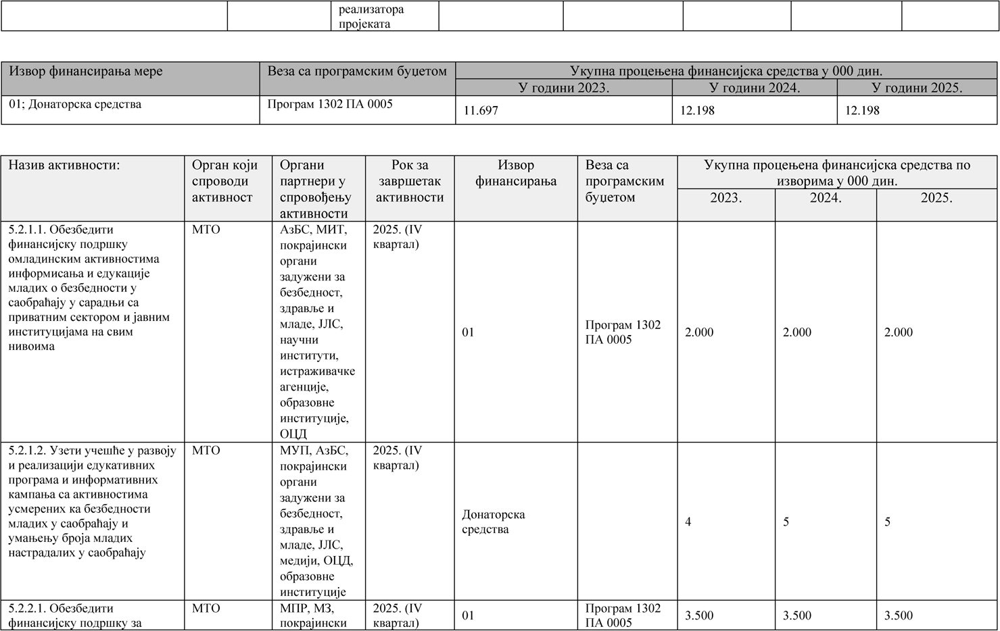 реализатора
пројеката
Извор финансирања мере
Веза са програмским буџетом
Укупна процењена финансијска средства у 000 дин.
У години 2023.
У години 2024.
У години 2025.
01; Донаторска средства
Програм 1302 ПА 0005
11.697
12.198
12.198
Назив активности:
Орган који
спроводи
активност
Органи
партнери у
спровођењу
активности
Рок за
завршетак
активности
Извор
финансирања
Веза са
програмским
буџетом
Укупна процењена финансијска средства по
изворима у 000 дин.
2023.
2024.
2025.
5.2.1.1. Обезбедити
финансијску подршку
омладинским активностима
информисања и едукације
младих о безбедности у
саобраћају у сарадњи са
приватним сектором и јавним
институцијама на свим
нивоима
МТО
АзБС, МИТ,
покрајински
органи
задужени за
безбедност,
здравље и
младе, ЈЛС,
научни
институти,
истраживачке
агенције,
образовне
институције,
ОЦД
2025. (IV
квартал)
01
Програм 1302
ПА 0005
2.000
2.000
2.000
5.2.1.2. Узети учешће у развоју
и реализацији едукативних
програма и информативних
кампања са активностима
усмерених ка безбедности
младих у саобраћају и
умањењу броја младих
настрадалих у саобраћају
МТО
МУП, АзБС,
покрајински
органи
задужени за
безбедност,
здравље и
младе, ЈЛС,
медији, ОЦД,
образовне
институције
2025. (IV
квартал)
Донаторска
средства
4
5
5
5.2.2.1. Обезбедити
финансијску подршку за
МТО
МПР, МЗ,
покрајински
2025. (IV
квартал)
01
Програм 1302
ПА 0005
3.500
3.500
3.500